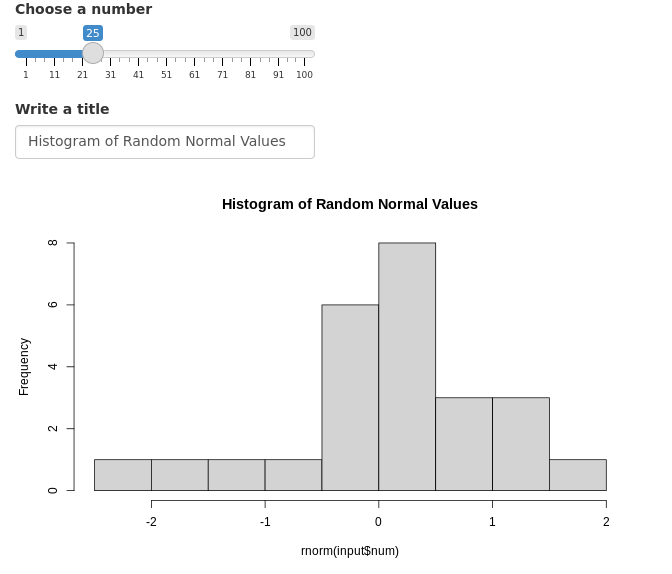 Choose a number
1 25 100
1 11 21 31 41 51 61 71 81 91 100
Write a title
Histogram of Random Normal Values
Histogram of Random Normal Values
8
6
4
2
0
Frequency
-2 -1 0 1 2
rnorm(input$num)